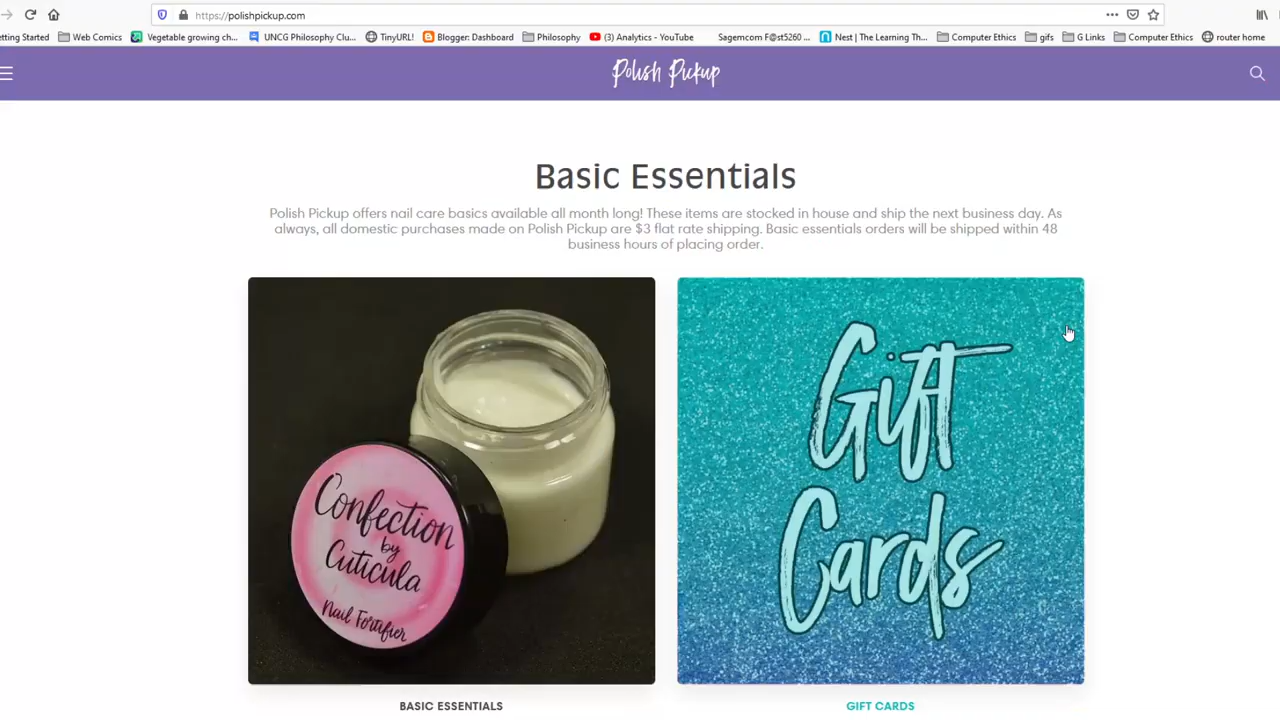 https://polishpickup.com
etting Started Web Comics Vegetable growing ch... UNCG Philosophy Clu... TinyURL! Blogger: Dashboard Philosophy (3) Analytics - YouTube Sagemcom F@st5260 ... Nest | The Learning Th... Computer Ethics gifs G Links Computer Ethics router home
Polish Pickup
Basic Essentials
Polish Pickup offers nail care basics available all month long! These items are stocked in house and ship the next business day. As
always, all domestic purchases made on Polish Pickup are $3 flat rate shipping. Basic essentials orders will be shipped within 48
business hours of placing order.
Confection
by
Cuticula
Nail Fortifier
Gift
Cards
BASIC ESSENTIALS
GIFT CARDS